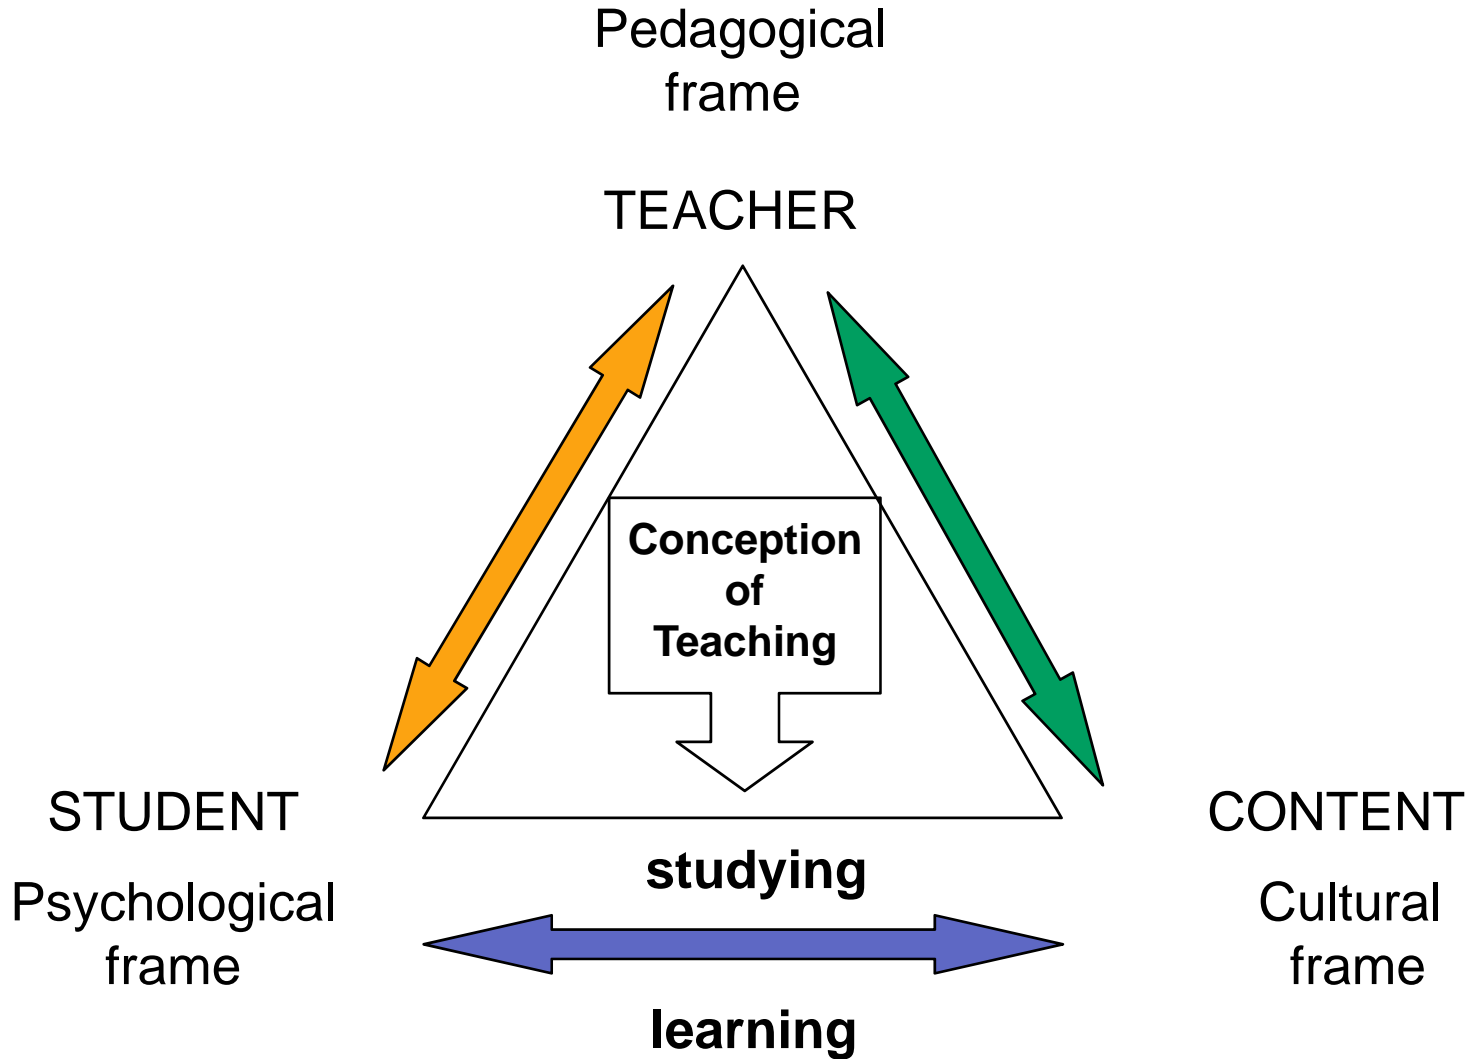 Pedagogical
frame
TEACHER
Conception
of
Teaching
STUDENT
CONTENT
studying
Psychological
frame
Cultural
frame
learning